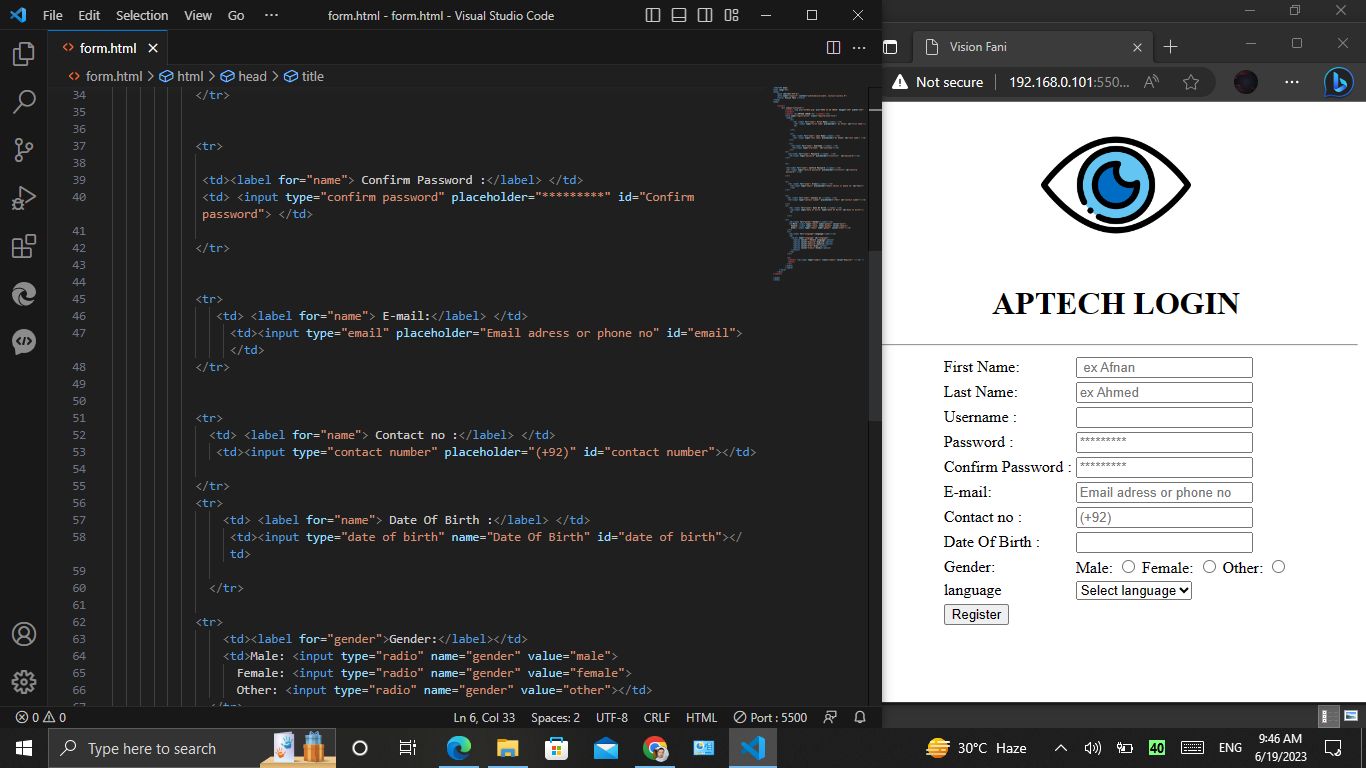 File Edit Selection View Go ··· form.html - form.html - Visual Studio Code
form.html
form.html > html > head > title
34 </tr>
35
36
37 <tr>
38
39 <td><label for="name"> Confirm Password :</label> </td>
40 <td> <input type="confirm password" placeholder="*********" id="Confirm
password"> </td>
41
42 </tr>
43
44
45 <tr>
46 <td> <label for="name"> E-mail:</label> </td>
47 <td><input type="email" placeholder="Email adress or phone no" id="email">
</td>
48 </tr>
49
50
51 <tr>
52 <td> <label for="name"> Contact no :</label> </td>
53 <td><input type="contact number" placeholder="(+92)" id="contact number"></td>
54
55 </tr>
56 <tr>
57 <td> <label for="name"> Date Of Birth :</label> </td>
58 <td><input type="date of birth" name="Date Of Birth" id="date of birth"></
td>
59
60 </tr>
61
62 <tr>
63 <td><label for="gender">Gender:</label></td>
64 <td>Male: <input type="radio" name="gender" value="male">
65 Female: <input type="radio" name="gender" value="female">
66 Other: <input type="radio" name="gender" value="other"></td>
0 0 Ln 6, Col 33 Spaces: 2 UTF-8 CRLF HTML Port : 5500
Vision Fani
Not secure 192.168.0.101:550...
APTECH LOGIN
First Name: ex Afnan
Last Name: ex Ahmed
Username :
Password : *********
Confirm Password : *********
E-mail: Email adress or phone no
Contact no : (+92)
Date Of Birth :
Gender: Male: Female: Other:
language Select language
Register
Type here to search
30°C Haze
40
ENG
9:46 AM
6/19/2023